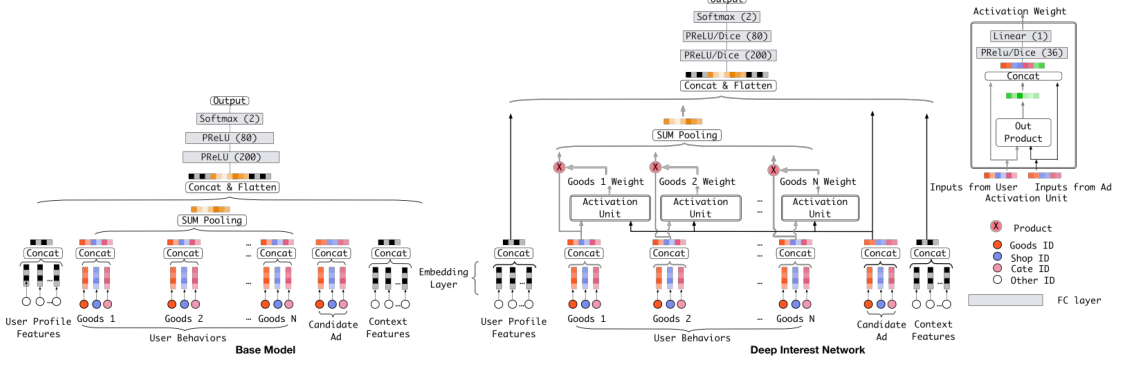 Output
Softmax (2)
PReLU (80)
PReLU (200)
Concat & Flatten
SUM Pooling
Concat
Concat
Concat
...
Concat
Concat
Concat
...
...
User Profile
Features
Goods 1
Goods 2
... Goods N
User Behaviors
Candidate
Ad
Context
Features
Base Model
Output
Softmax (2)
PReLU/Dice (80)
PReLU/Dice (200)
Concat & Flatten
SUM Pooling
X
X
X
Goods 1 Weight
Goods 2 Weight
Goods N Weight
Activation
Unit
Activation
Unit
...
...
Activation
Unit
Embedding
Layer
Concat
Concat
Concat
...
Concat
Concat
Concat
...
...
User Profile
Features
Goods 1
Goods 2
...
Goods N
User Behaviors
...
Candidate
Ad
Context
Features
Deep Interest Network
Activation Weight
Linear (1)
PRelu/Dice (36)
Concat
Out
Product
Inputs from User
Inputs from Ad
Activation Unit
X Product
Goods ID
Shop ID
Cate ID
Other ID
FC layer